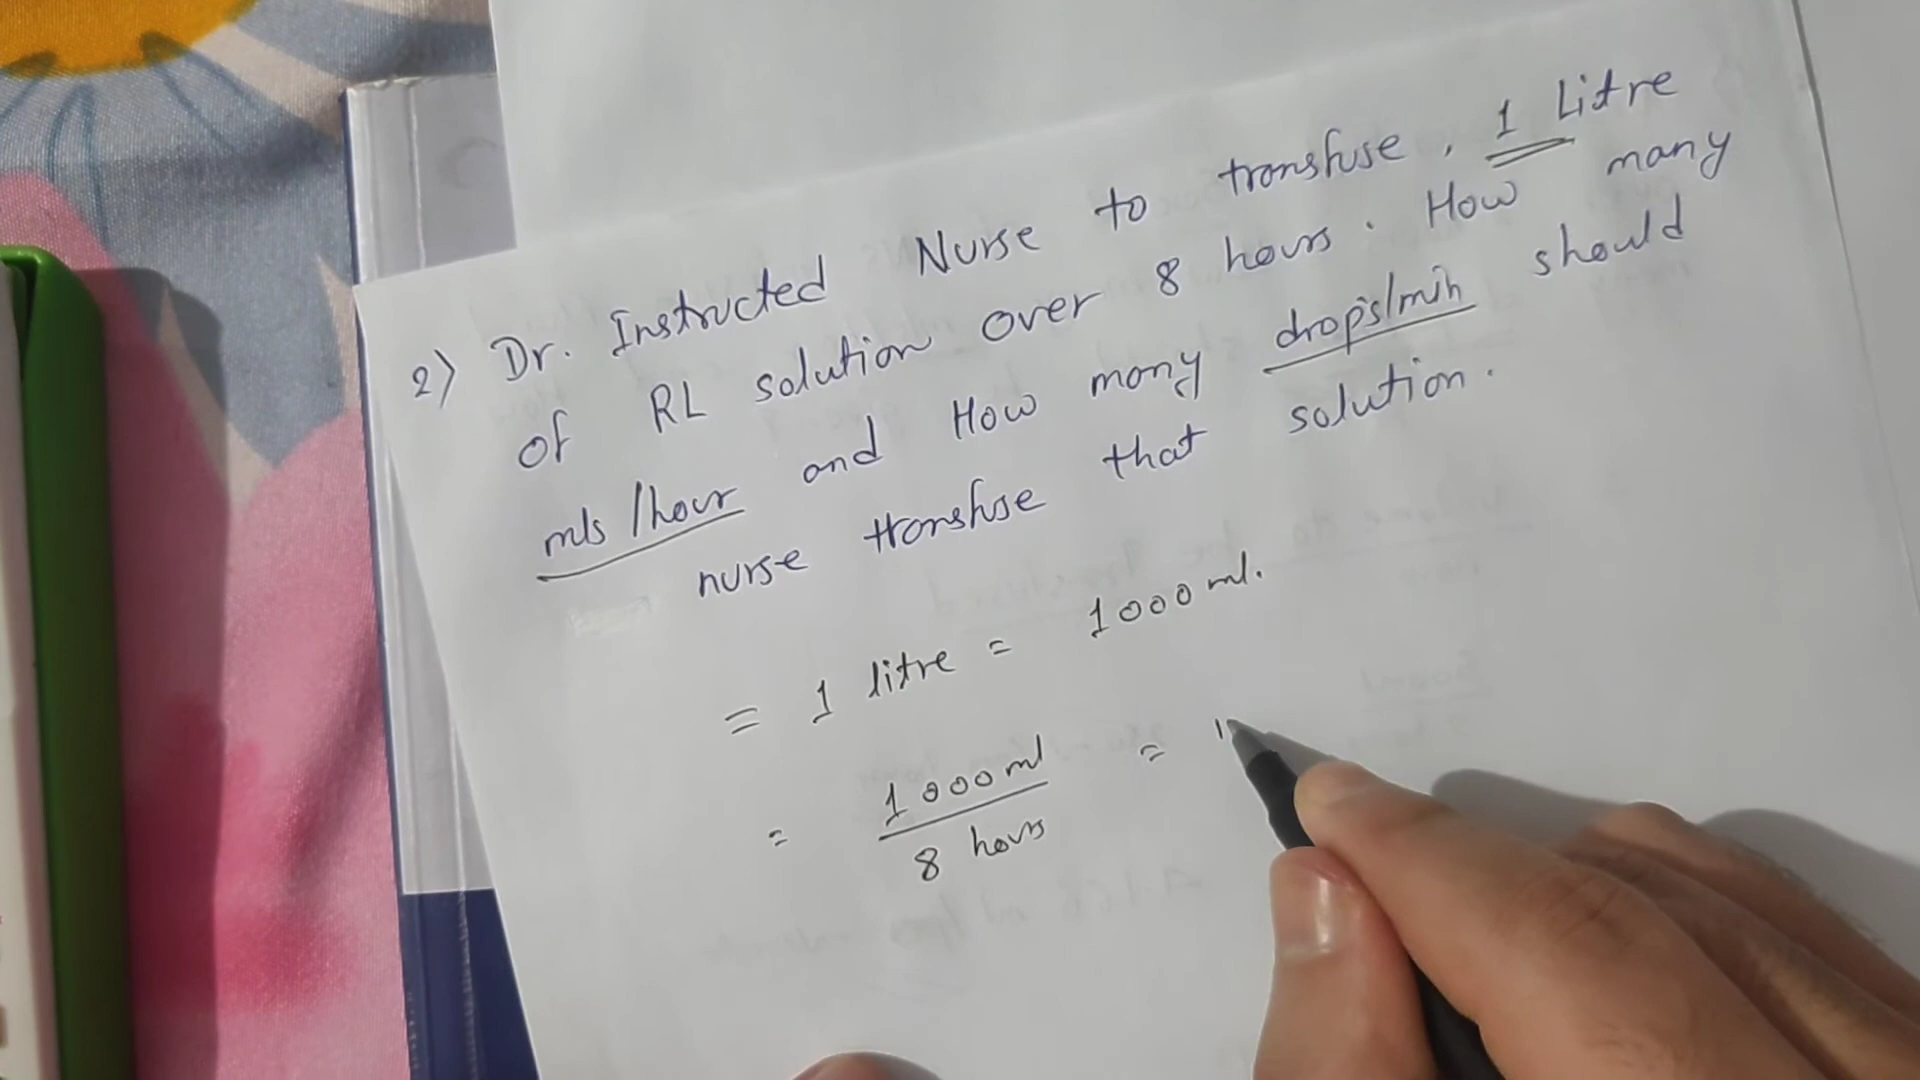 2) Dr. Instructed Nurse to transfuse . 1 Litre
of RL solution over 8 hours . How many
mls /hour and How many drops/min should
nurse transfuse that solution.
= 1 litre = 1000 ml.
= 1000 ml
8 hours
= 1